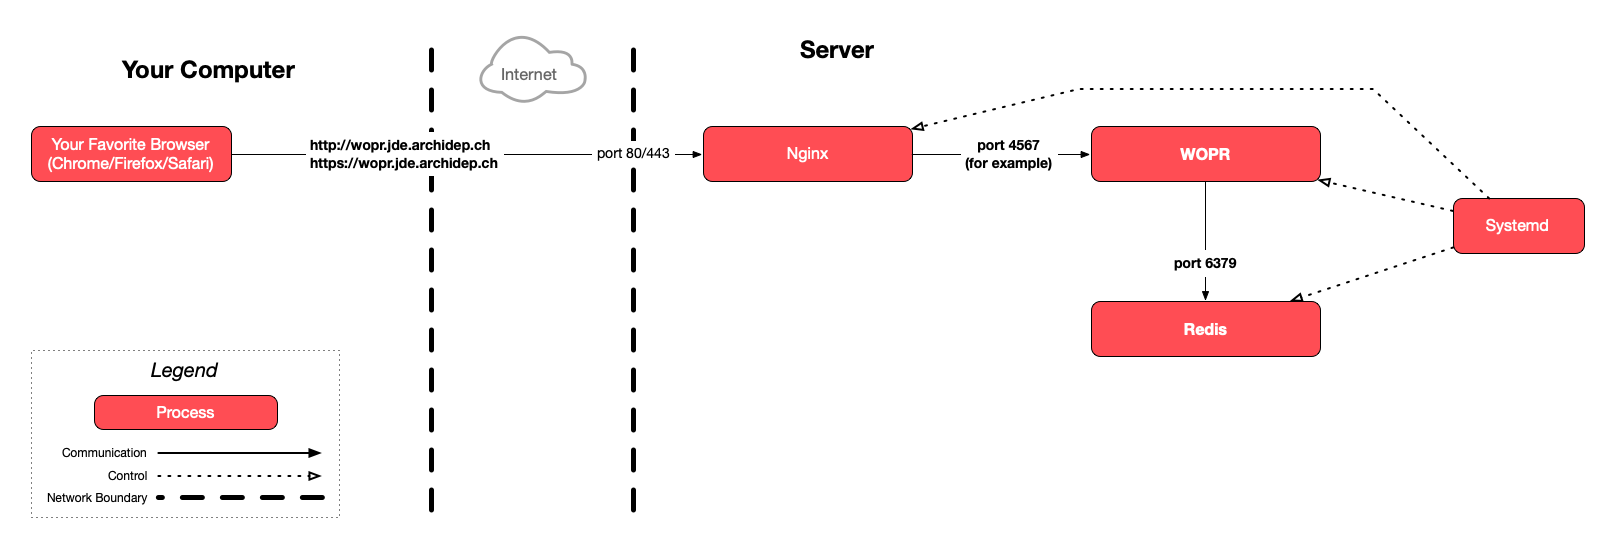 Your Computer
Internet
Server
Your Favorite Browser
(Chrome/Firefox/Safari)
http://wopr.jde.archidep.ch
https://wopr.jde.archidep.ch
port 80/443
Nginx
port 4567
(for example)
WOPR
Systemd
port 6379
Redis
Legend
Process
Communication
Control
Network Boundary